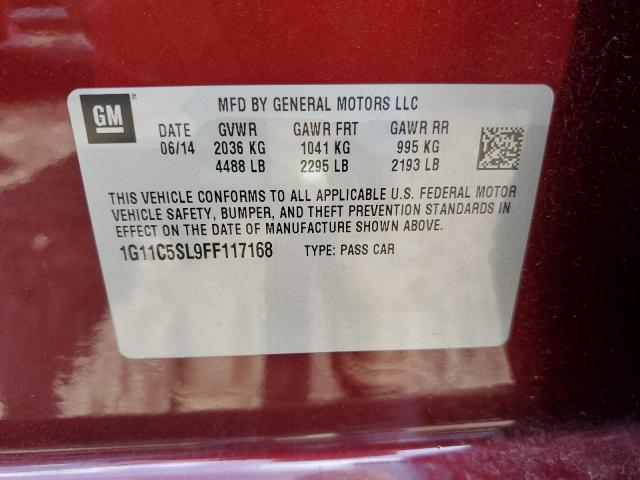 GM ® MFD BY GENERAL MOTORS LLC
DATE GVWR GAWR FRT GAWR RR
06/14 2036 KG 1041 KG 995 KG
4488 LB 2295 LB 2193 LB
THIS VEHICLE CONFORMS TO ALL APPLICABLE U.S. FEDERAL MOTOR
VEHICLE SAFETY, BUMPER, AND THEFT PREVENTION STANDARDS IN
EFFECT ON THE DATE OF MANUFACTURE SHOWN ABOVE.
1G11C5SL9FF117168 TYPE: PASS CAR